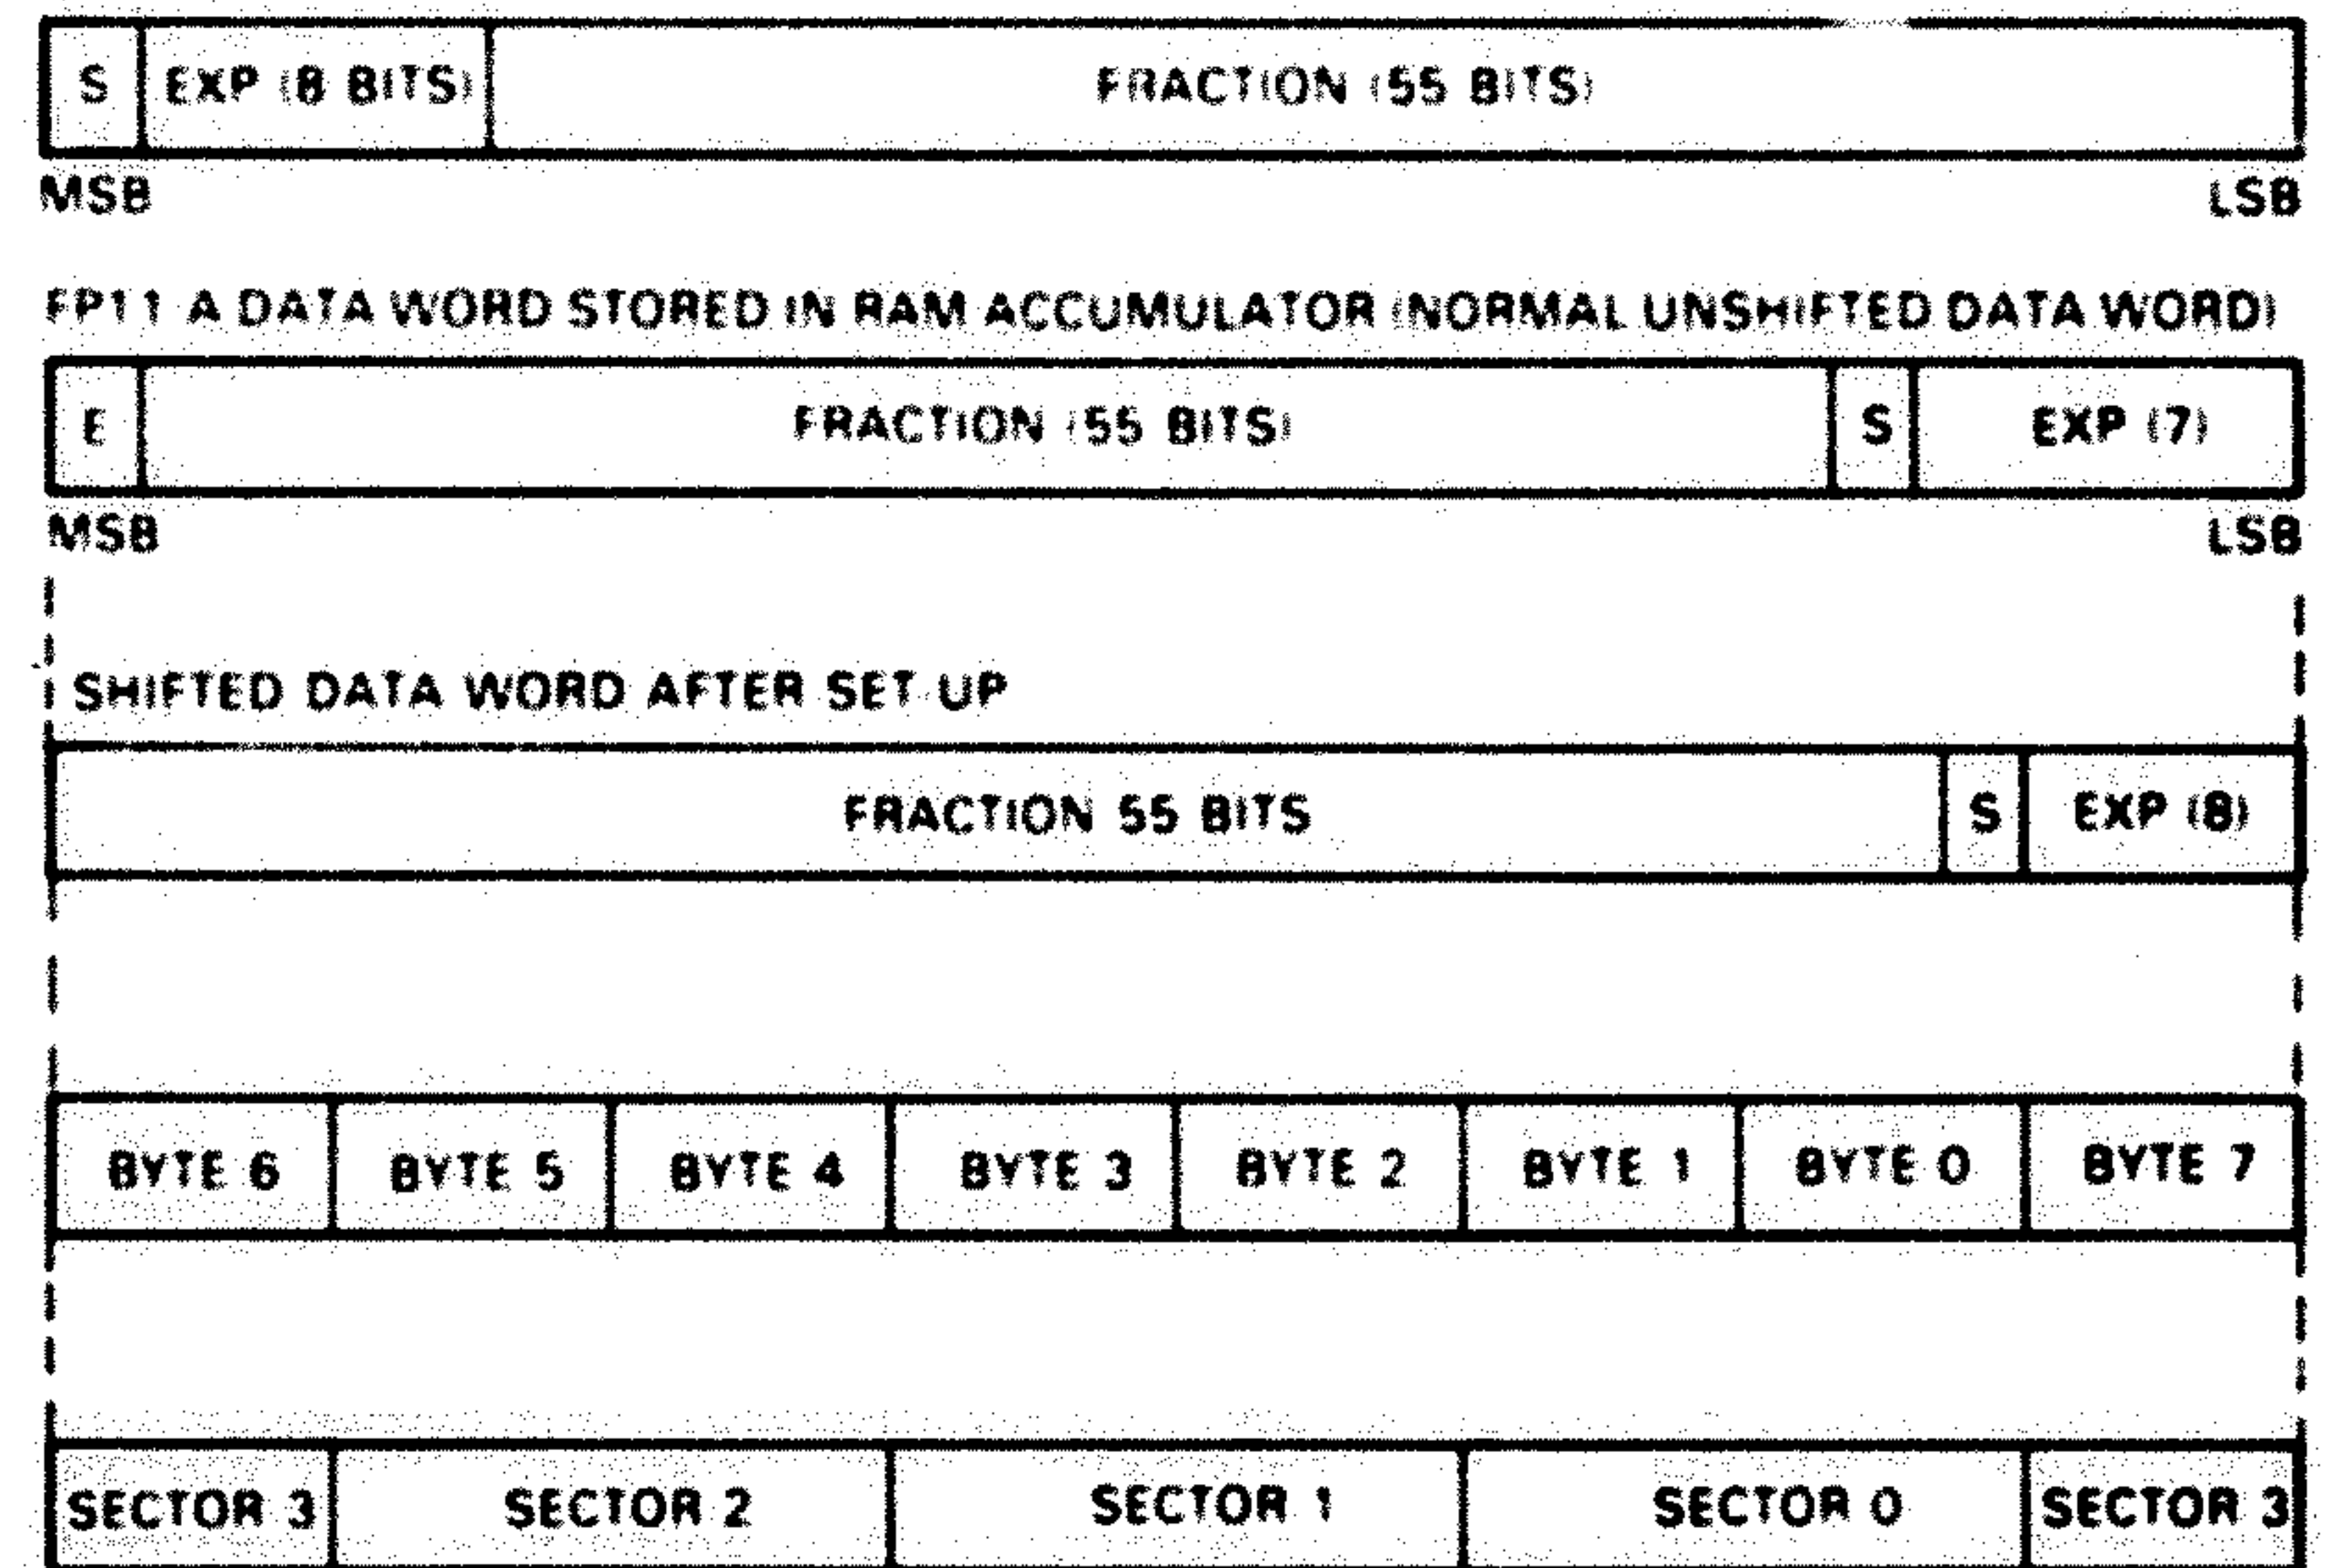 S EXP (8 BITS) FRACTION (55 BITS)
MSB LSB
FP11 A DATA WORD STORED IN RAM ACCUMULATOR (NORMAL UNSHIFTED DATA WORD)
E FRACTION (55 BITS) S EXP (7)
MSB LSB
SHIFTED DATA WORD AFTER SET UP
FRACTION 55 BITS S EXP (8)
BYTE 6 BYTE 5 BYTE 4 BYTE 3 BYTE 2 BYTE 1 BYTE 0 BYTE 7
SECTOR 3 SECTOR 2 SECTOR 1 SECTOR 0 SECTOR 3